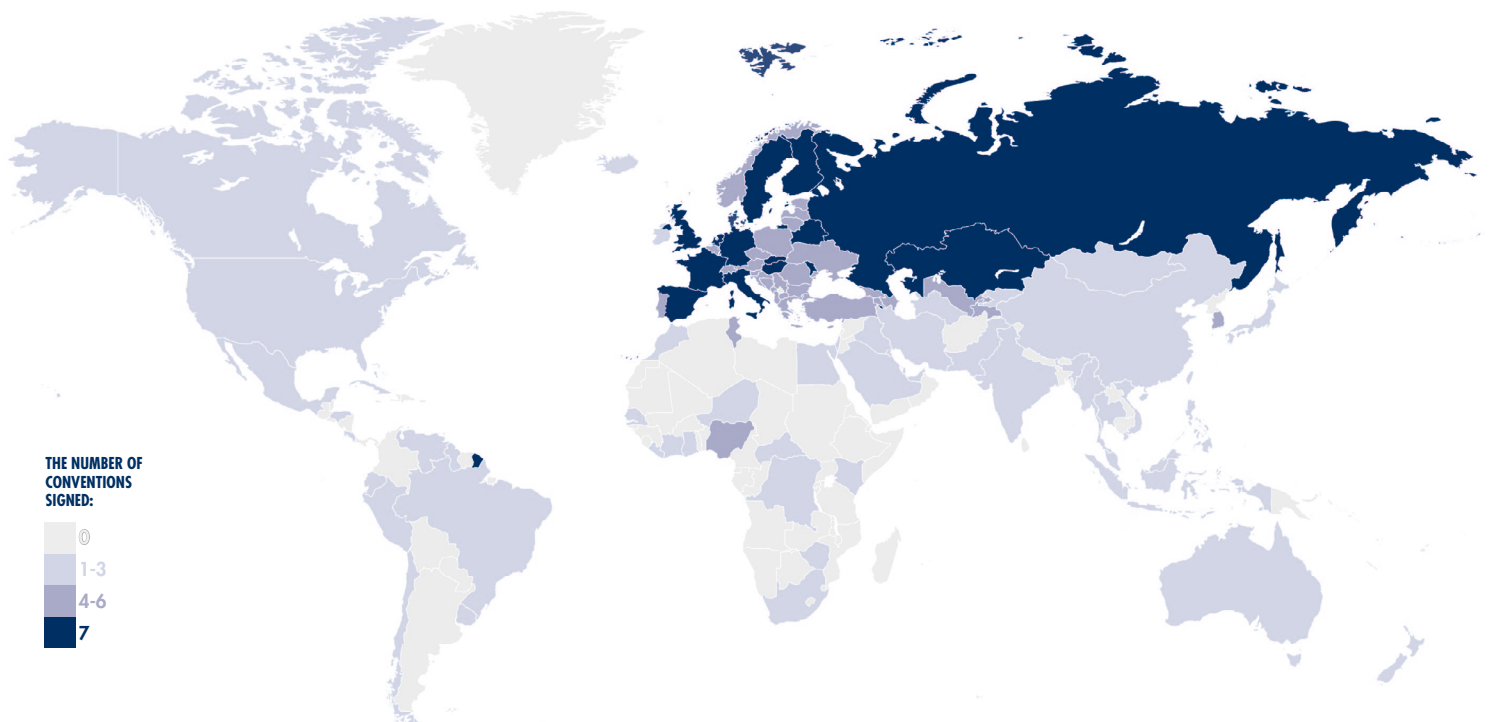 THE NUMBER OF
CONVENTIONS
SIGNED:
0
1-3
4-6
7